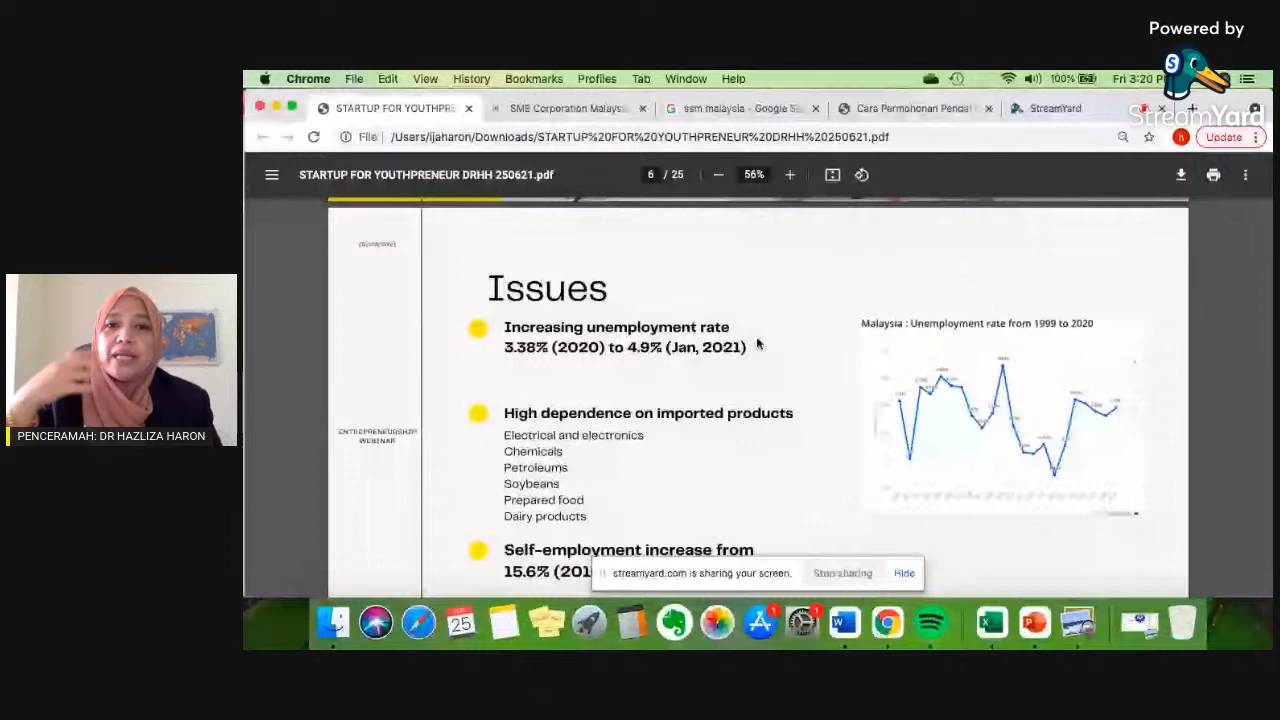 Powered by
StreamYard
Chrome File Edit View History Bookmarks Profiles Tab Window Help
100% Fri 3:20 P
STARTUP FOR YOUTHPRE
SME Corporation Malays
ssm malaysia - Google S
Cara Permohonan Penda
StreamYard
File /Users/ijaharon/Downloads/STARTUP%20FOR%20YOUTHPRENEUR%20DRHH%20250621.pdf
Update
STARTUP FOR YOUTHPRENEUR DRHH 250621.pdf
6 / 25
56%
Issues
Increasing unemployment rate
3.38% (2020) to 4.9% (Jan, 2021)
Malaysia : Unemployment rate from 1999 to 2020
High dependence on imported products
Electrical and electronics
Chemicals
Petroleums
Soybeans
Prepared food
Dairy products
ENTREPRENEURSHIP
WEBINAR
PENCERAMAH: DR HAZLIZA HARON
Self-employment increase from
15.6% (201
streamyard.com is sharing your screen.
Stop sharing
Hide
25
1
1